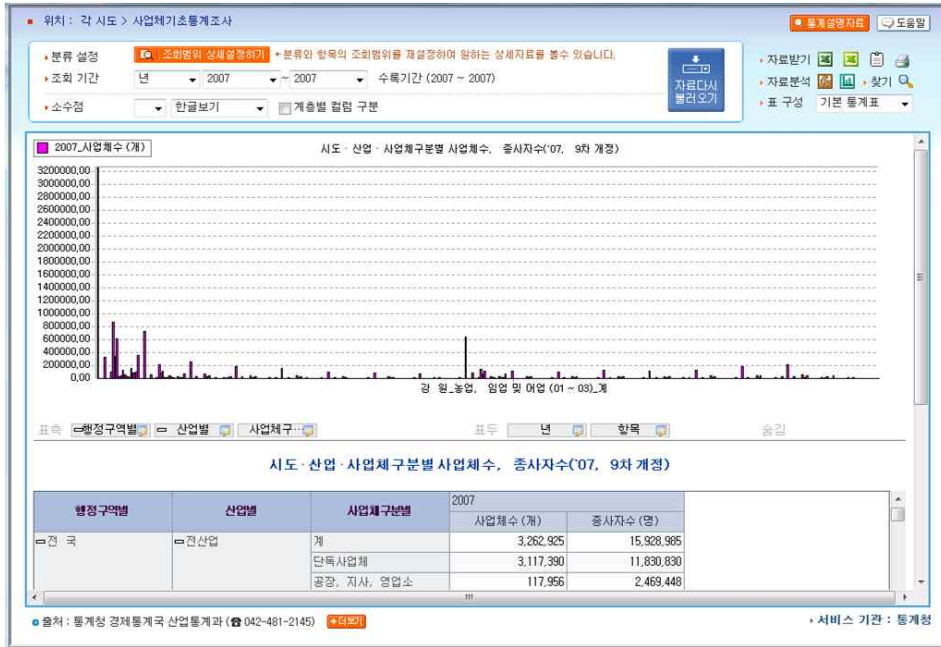 위치 : 각 시도 > 사업체기초통계조사
통계설명자료 도움말
분류 설정 조회범위 상세설정하기 분류와 항목의 조회범위를 재설정하여 원하는 상세자료를 볼수 있습니다.
조회 기간 년 2007 ~ 2007 수록기간 (2007 ~ 2007)
소수점 한글보기 계층별 컬럼 구분
자료다시
불러오기
자료받기
자료분석 찾기
표 구성 기본 통계표
2007_사업체수 (개)
시도 · 산업 · 사업체구분별 사업체수, 종사자수('07, 9차 개정)
3200000,00
3000000,00
2800000,00
2600000,00
2400000,00
2200000,00
2000000,00
1800000,00
1600000,00
1400000,00
1200000,00
1000000,00
800000,00
600000,00
400000,00
200000,00
0,00
강 원_농업, 임업 및 어업 (01 ~ 03)_계
표측 행정구역별 산업별 사업체구… 표두 년 항목 숨김
시도 · 산업 · 사업체구분별 사업체수, 종사자수('07, 9차 개정)
행정구역별 산업별 사업체구분별 2007
사업체수 (개) 종사자수 (명)
전 국 전산업 계 3,262,925 15,928,985
단독사업체 3,117,390 11,830,830
공장, 지사, 영업소 117,956 2,469,448
출처 : 통계청 경제통계국 산업통계과 (☎ 042-481-2145) +더보기
서비스 기관 : 통계청